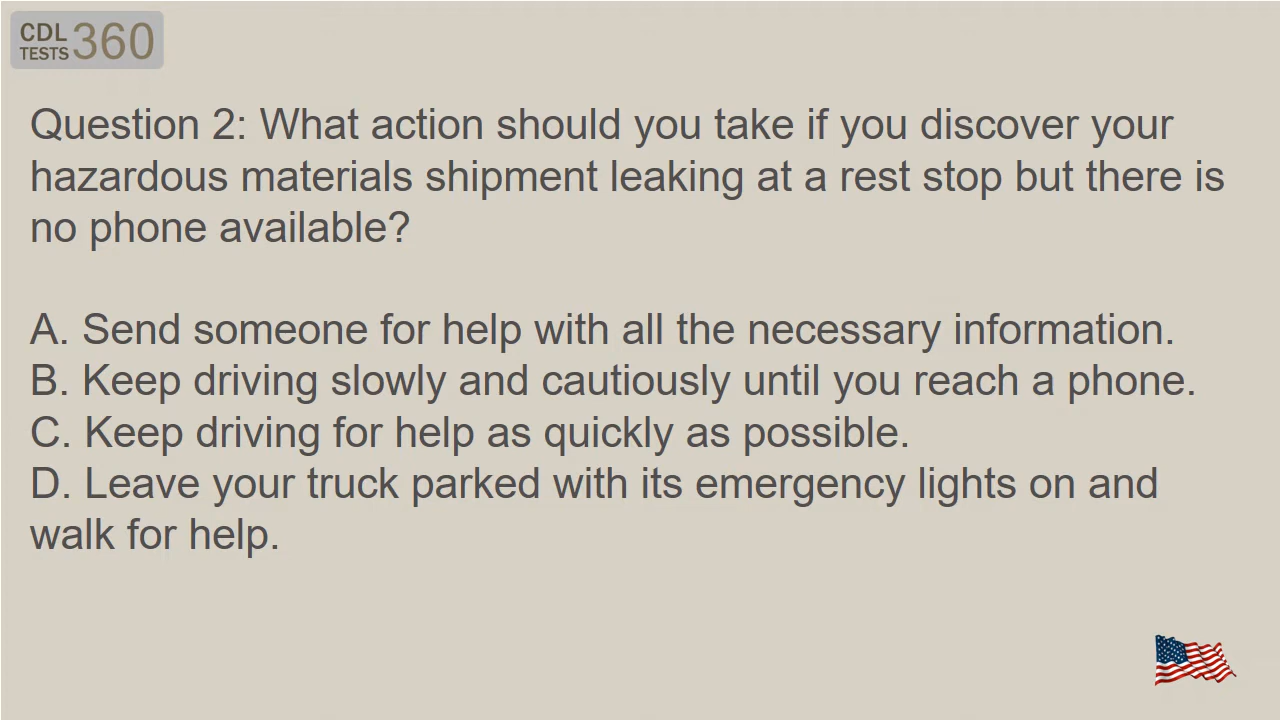 CDL
TESTS 360
Question 2: What action should you take if you discover your
hazardous materials shipment leaking at a rest stop but there is
no phone available?
A. Send someone for help with all the necessary information.
B. Keep driving slowly and cautiously until you reach a phone.
C. Keep driving for help as quickly as possible.
D. Leave your truck parked with its emergency lights on and
walk for help.